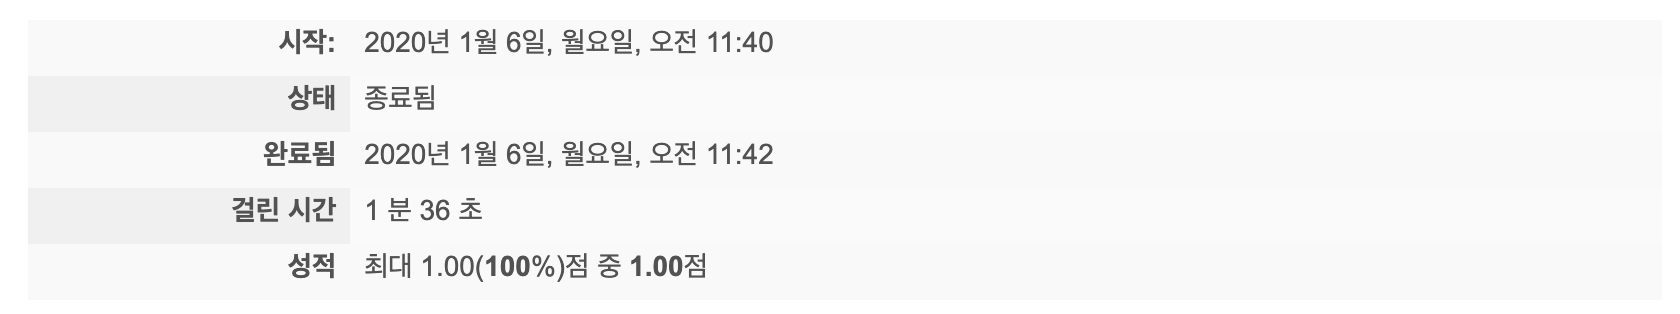 시작: 2020년 1월 6일, 월요일, 오전 11:40
상태 종료됨
완료됨 2020년 1월 6일, 월요일, 오전 11:42
걸린 시간 1 분 36 초
성적 최대 1.00(100%)점 중 1.00점